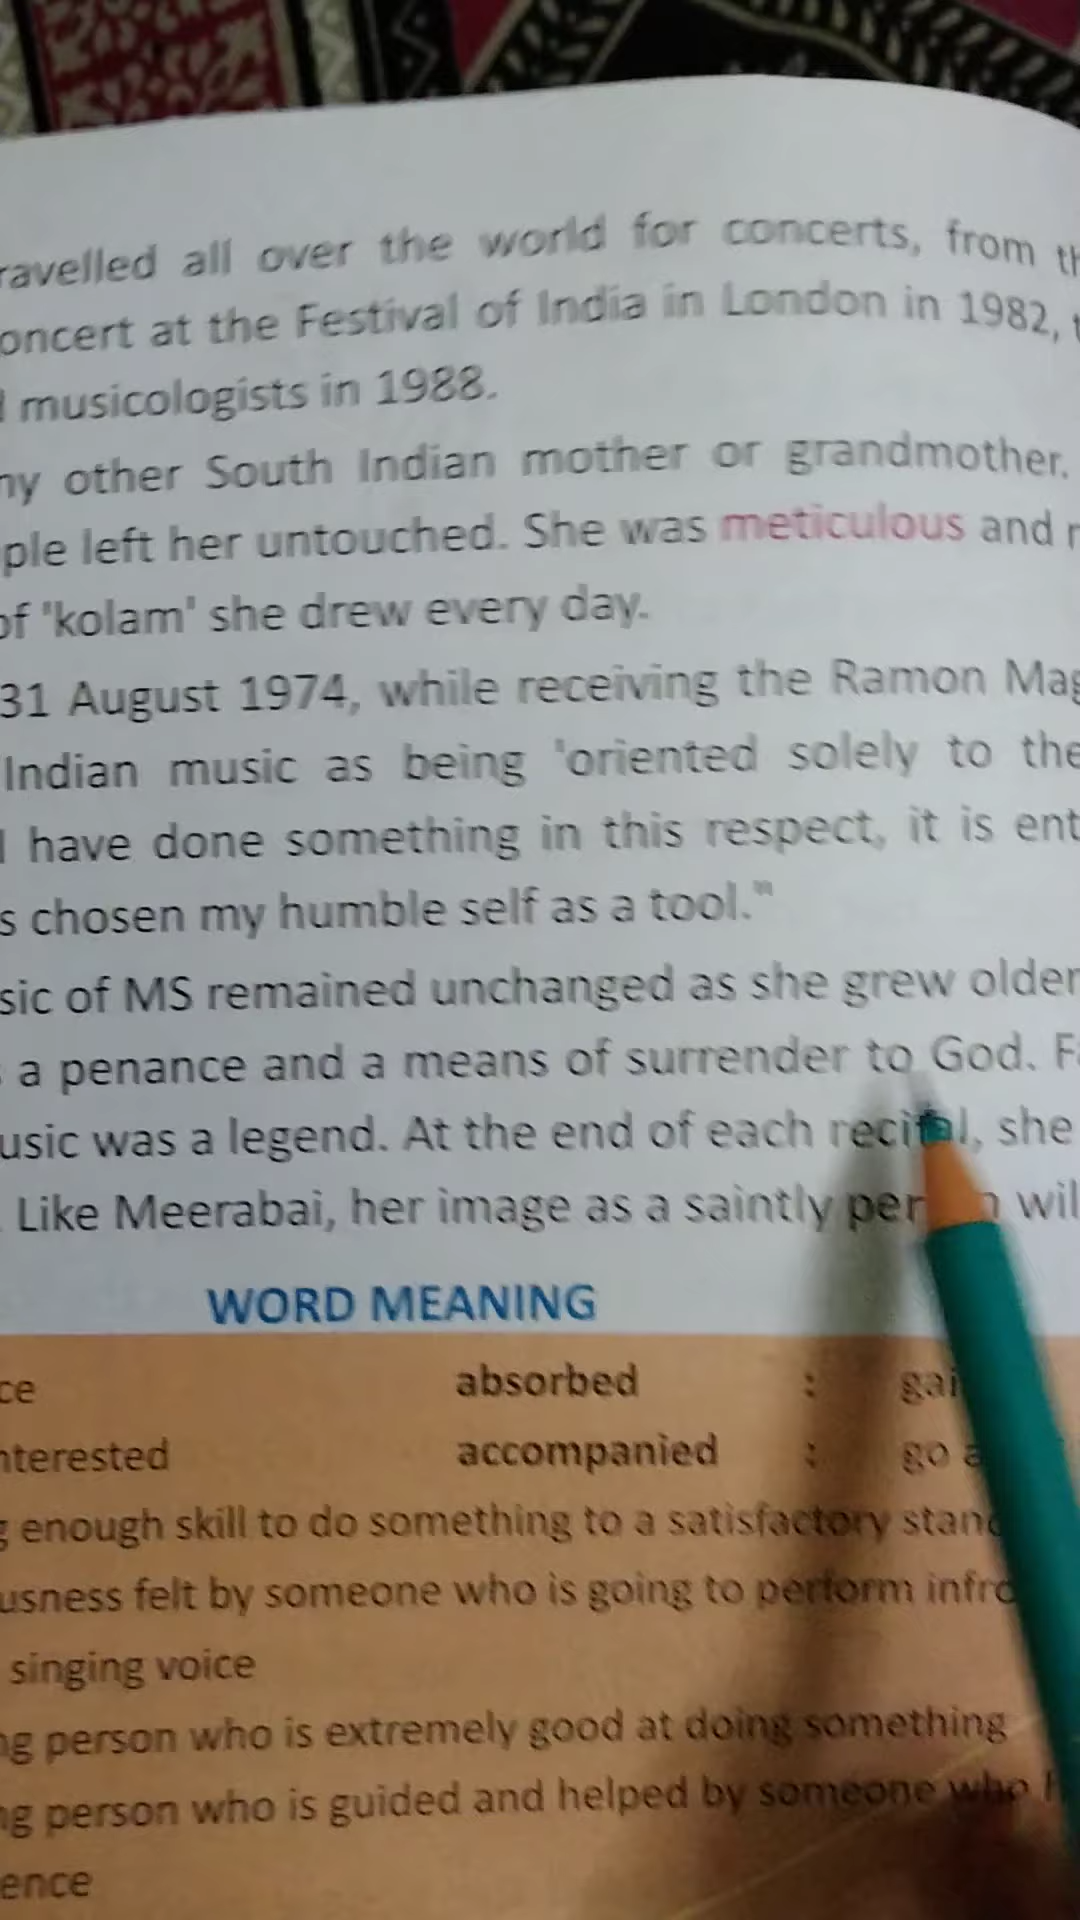 ravelled all over the world for concerts, from th
oncert at the Festival of India in London in 1982, t
musicologists in 1988.
ny other South Indian mother or grandmother.
ple left her untouched. She was meticulous and r
of 'kolam' she drew every day.
31 August 1974, while receiving the Ramon Mag
Indian music as being 'oriented solely to the
I have done something in this respect, it is ent
s chosen my humble self as a tool."
sic of MS remained unchanged as she grew older
a penance and a means of surrender to God. F
usic was a legend. At the end of each recital, she
Like Meerabai, her image as a saintly per n wil
WORD MEANING
ce absorbed : gai
nterested accompanied : go a
g enough skill to do something to a satisfactory stand
usness felt by someone who is going to perform infro
singing voice
ng person who is extremely good at doing something
ng person who is guided and helped by someone who h
ence